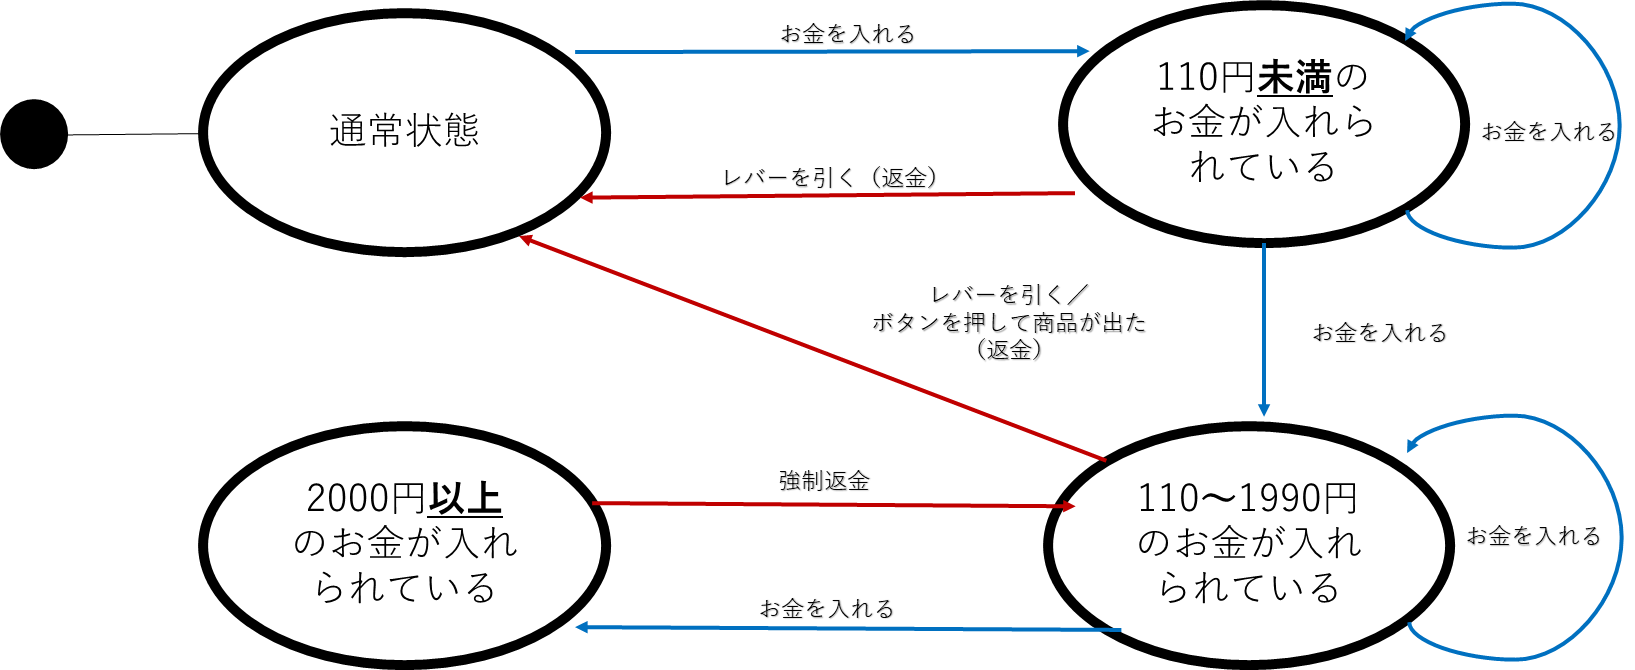 お金を入れる
通常状態
110円未満の
お金が入れら
れている
お金を入れる
レバーを引く（返金）
レバーを引く／
ボタンを押して商品が出た
（返金）
お金を入れる
2000円以上
のお金が入れ
られている
強制返金
110～1990円
のお金が入れ
られている
お金を入れる
お金を入れる